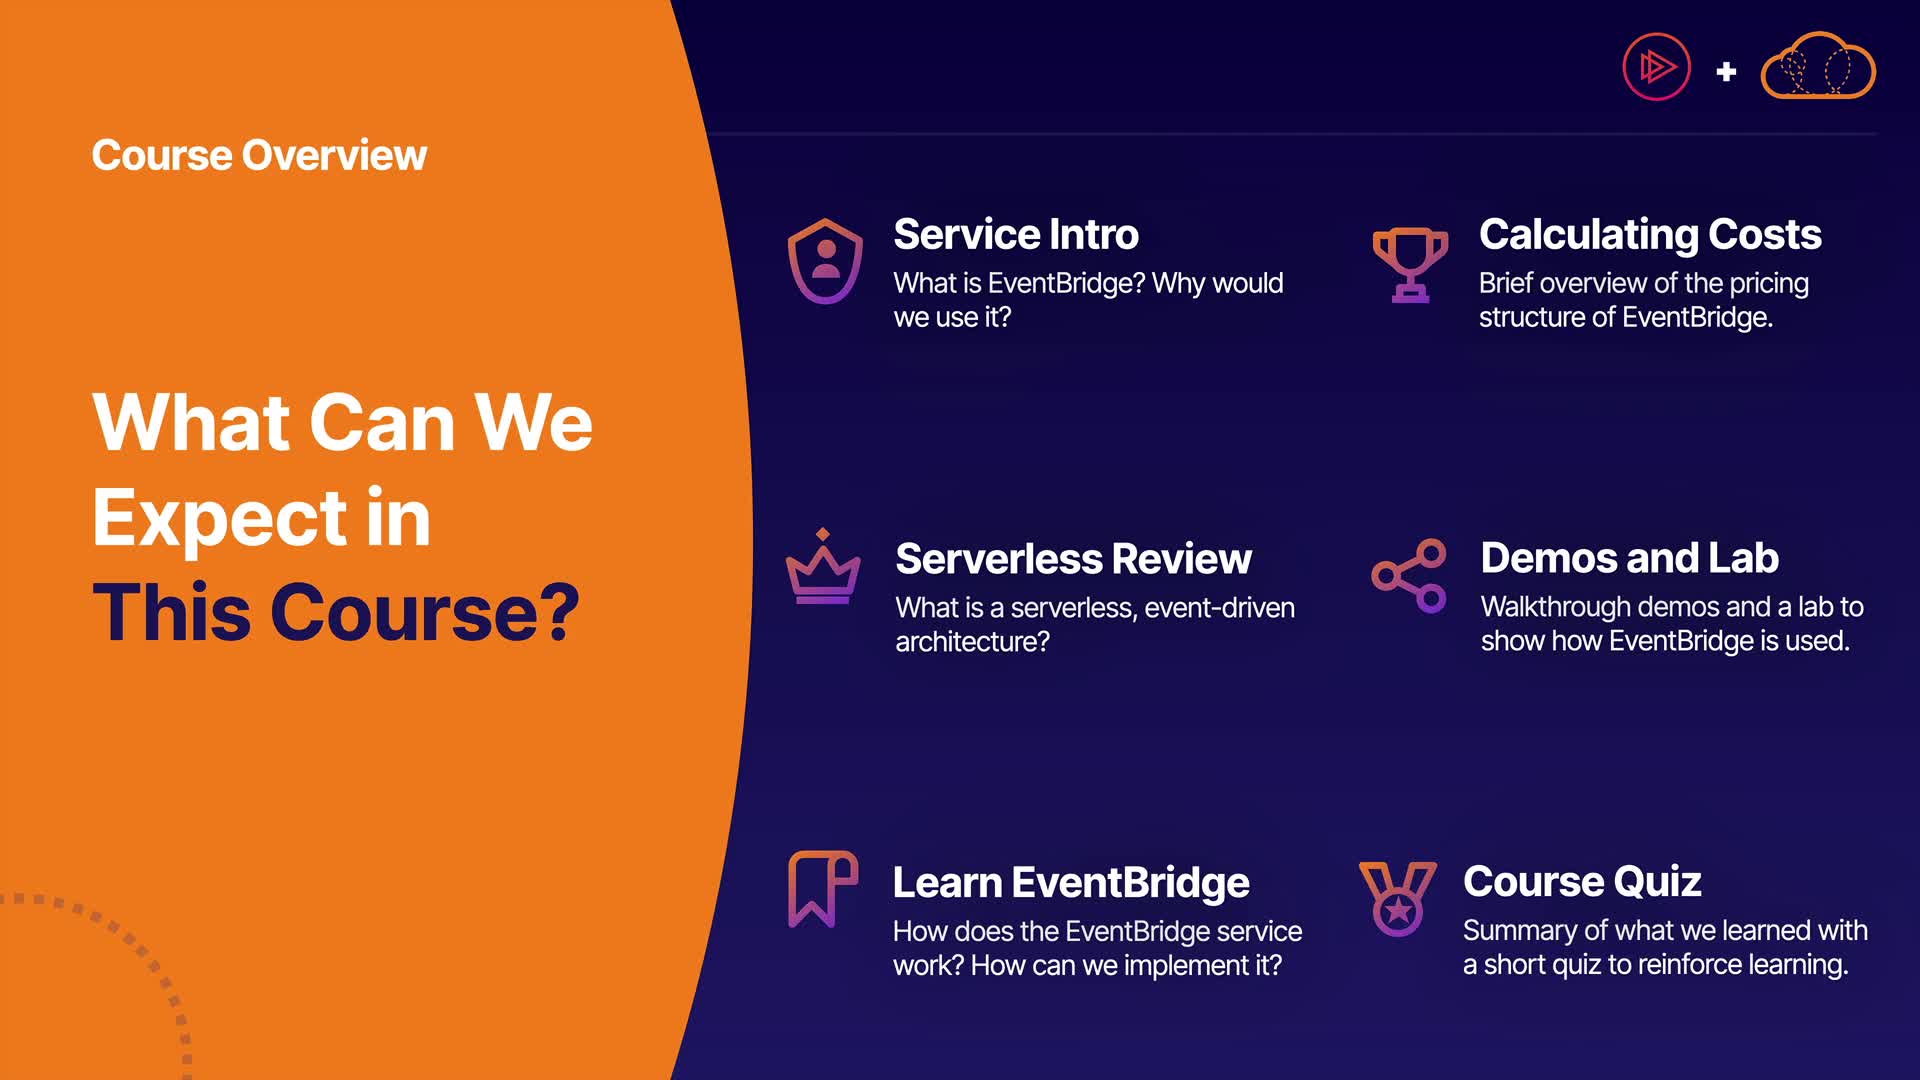 Course Overview
What Can We
Expect in
This Course?
Service Intro
What is EventBridge? Why would
we use it?
Serverless Review
What is a serverless, event-driven
architecture?
Learn EventBridge
How does the EventBridge service
work? How can we implement it?
Calculating Costs
Brief overview of the pricing
structure of EventBridge.
Demos and Lab
Walkthrough demos and a lab to
show how EventBridge is used.
Course Quiz
Summary of what we learned with
a short quiz to reinforce learning.